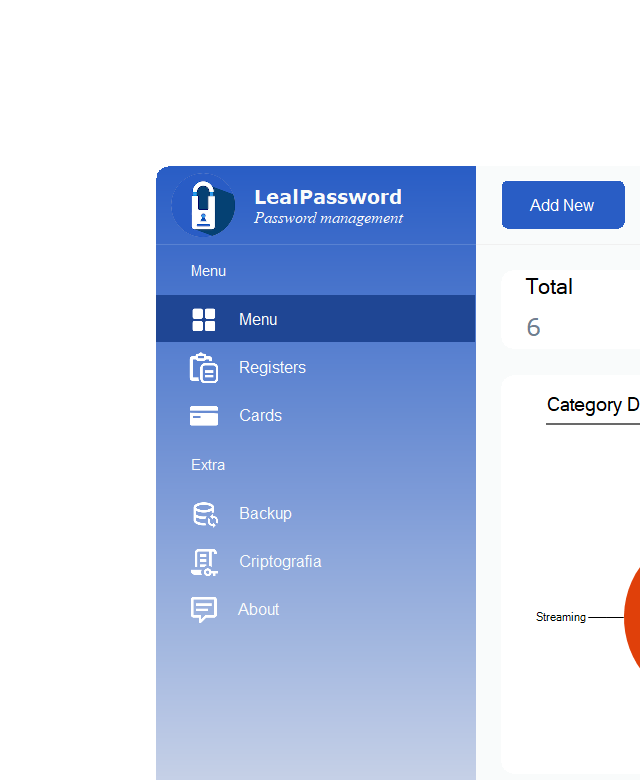 LealPassword
Password management
Menu
Menu
Registers
Cards
Extra
Backup
Criptografia
About
Add New
Total
6
Category D
Streaming